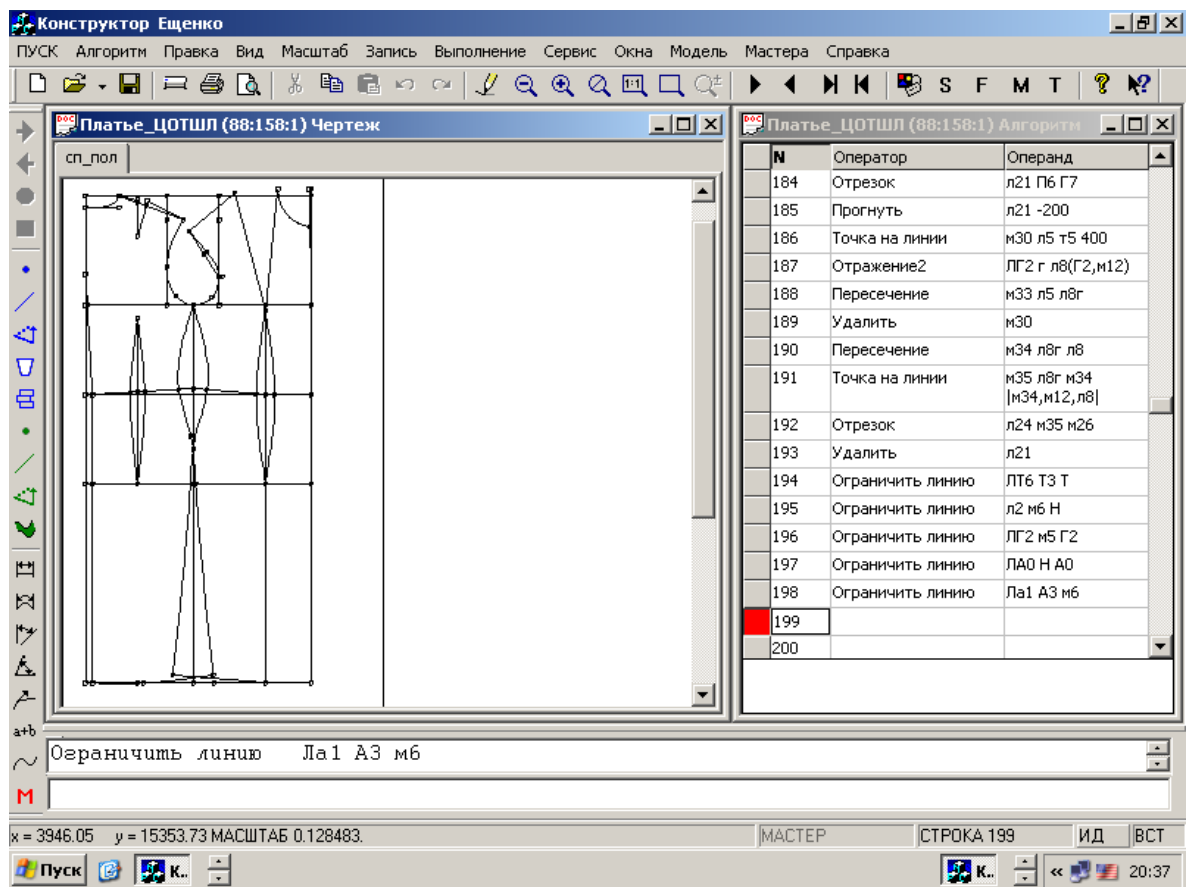 Конструктор Ещенко
ПУСК Алгоритм Правка Вид Масштаб Запись Выполнение Сервис Окна Модель Мастера Справка
1:1 S F M T ? ?
DOC Платье_ЦОТШЛ (88:158:1) Чертеж
сп_пол
DOC Платье_ЦОТШЛ (88:158:1) Алгоритм
N Оператор Операнд
184 Отрезок л21 П6 Г7
185 Прогнуть л21 -200
186 Точка на линии м30 л5 т5 400
187 Отражение2 ЛГ2 г л8(Г2,м12)
188 Пересечение м33 л5 л8г
189 Удалить м30
190 Пересечение м34 л8г л8
191 Точка на линии м35 л8г м34
|м34,м12,л8|
192 Отрезок л24 м35 м26
193 Удалить л21
194 Ограничить линию ЛТ6 Т3 Т
195 Ограничить линию л2 м6 Н
196 Ограничить линию ЛГ2 м5 Г2
197 Ограничить линию ЛА0 Н А0
198 Ограничить линию Ла1 А3 м6
199
200
a+b
M
Ограничить линию Ла1 А3 м6
x = 3946.05 y = 15353.73 МАСШТАБ 0.128483.
МАСТЕР СТРОКА 199 ИД ВСТ
Пуск К.. К.. « 20:37